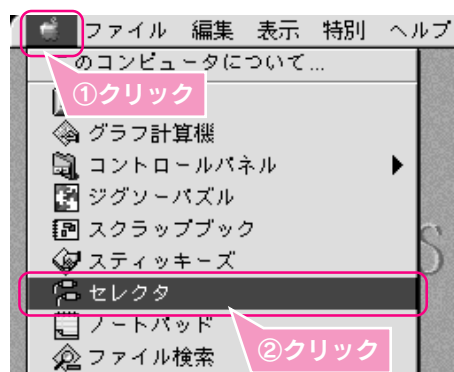 ファイル 編集 表示 特別 ヘルプ
のコンピュータについて...
①クリック
グラフ計算機
コントロールパネル
ジグソーパズル
スクラップブック
スティッキーズ
セレクタ
ノートパッド
②クリック
ファイル検索
S